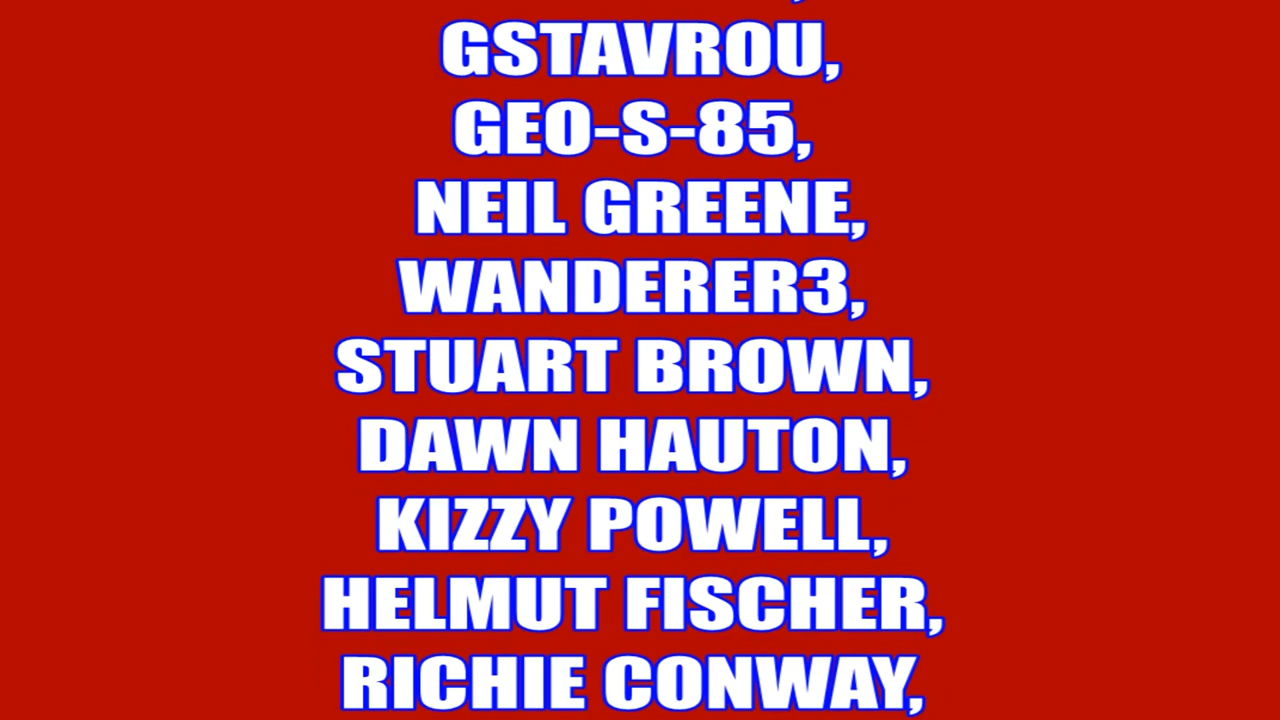 GSTAVROU,
GEO-S-85,
NEIL GREENE,
WANDERER3,
STUART BROWN,
DAWN HAUTON,
KIZZY POWELL,
HELMUT FISCHER,
RICHIE CONWAY,